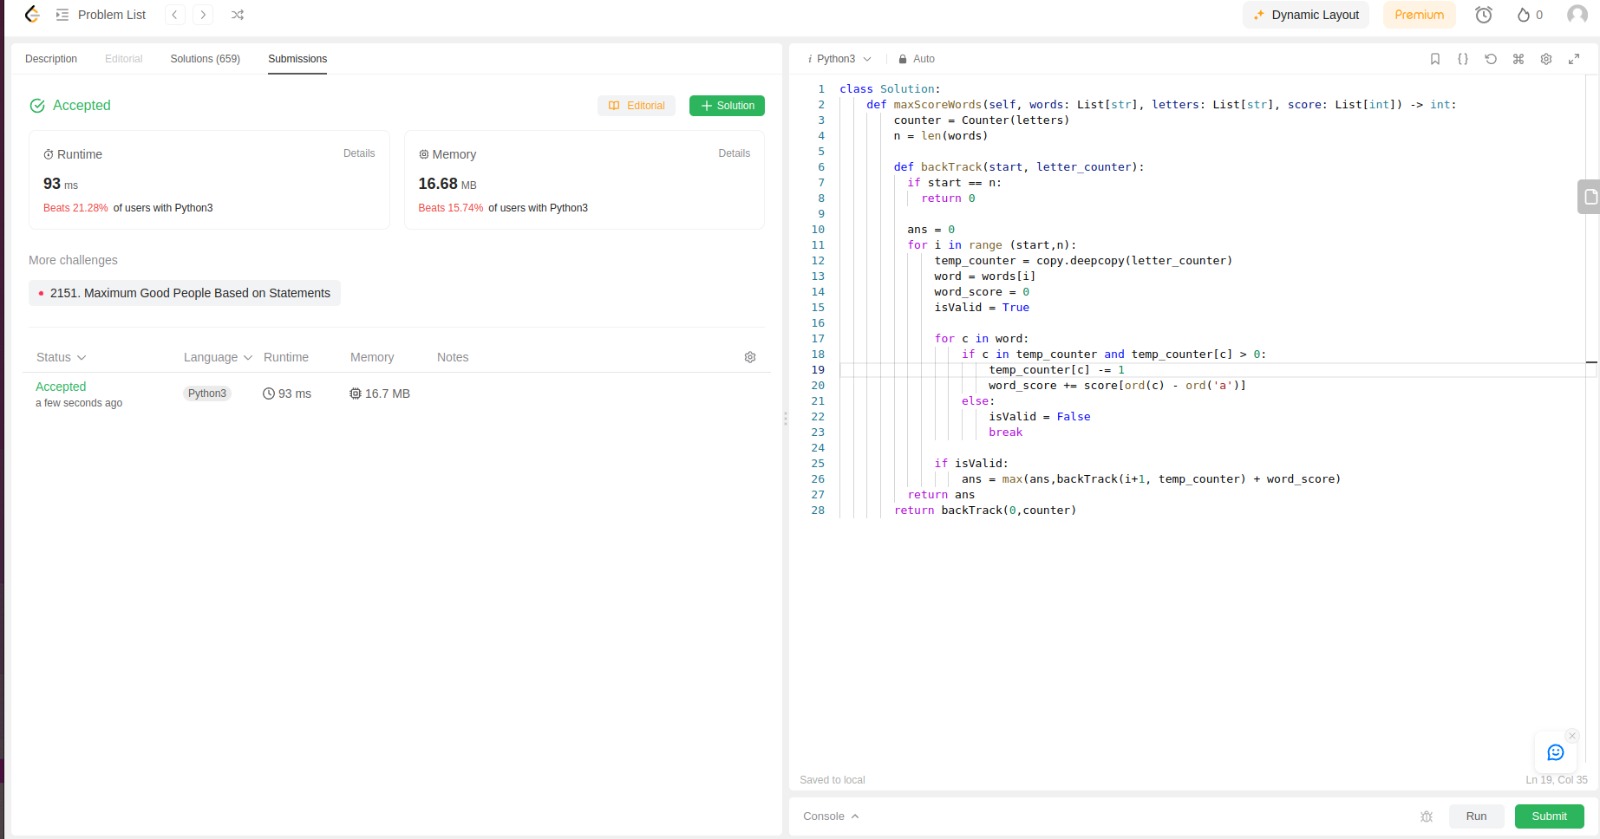 Problem List
Dynamic Layout
Premium
0
Description Editorial Solutions (659) Submissions
Accepted
Editorial
Solution
Runtime Details
93 ms
Beats 21.28% of users with Python3
Memory Details
16.68 MB
Beats 15.74% of users with Python3
More challenges
2151. Maximum Good People Based on Statements
Status Language Runtime Memory Notes
Accepted
a few seconds ago
Python3 93 ms 16.7 MB
i Python3 Auto
1 class Solution:
2     def maxScoreWords(self, words: List[str], letters: List[str], score: List[int]) -> int:
3         counter = Counter(letters)
4         n = len(words)
5
6         def backTrack(start, letter_counter):
7           if start == n:
8             return 0
9
10           ans = 0
11           for i in range (start,n):
12               temp_counter = copy.deepcopy(letter_counter)
13               word = words[i]
14               word_score = 0
15               isValid = True
16
17               for c in word:
18                   if c in temp_counter and temp_counter[c] > 0:
19                       temp_counter[c] -= 1
20                       word_score += score[ord(c) - ord('a')]
21                   else:
22                       isValid = False
23                       break
24
25               if isValid:
26                   ans = max(ans,backTrack(i+1, temp_counter) + word_score)
27           return ans
28         return backTrack(0,counter)
Saved to local
Ln 19, Col 35
Console
Run
Submit